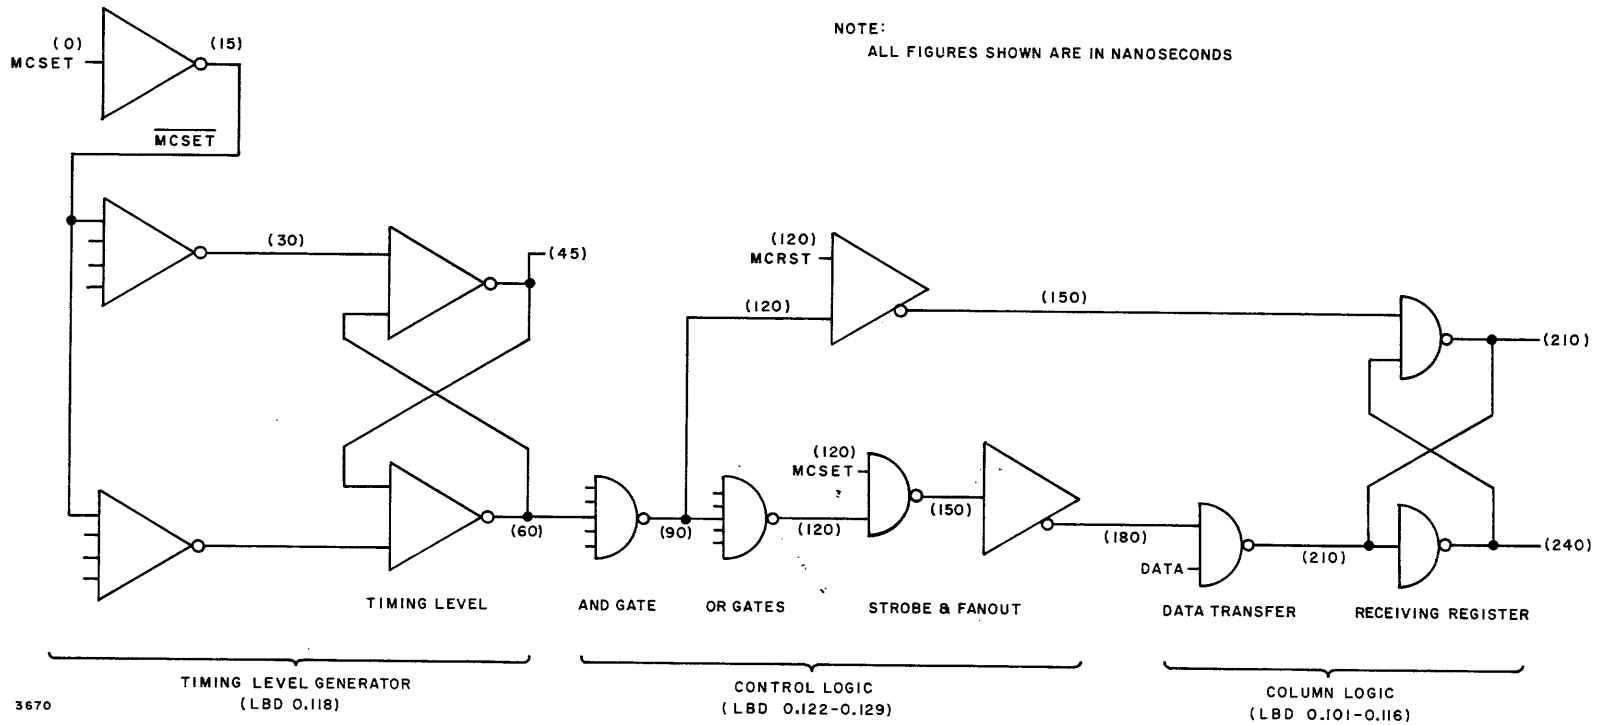 NOTE:
ALL FIGURES SHOWN ARE IN NANOSECONDS
(0)
MCSET
(15)
MCSET
(30)
(45)
(120)
MCRST
(120)
(150)
(210)
(120)
MCSET
(60)
(90)
(120)
(150)
(180)
DATA
(210)
(240)
TIMING LEVEL
AND GATE
OR GATES
STROBE & FANOUT
DATA TRANSFER
RECEIVING REGISTER
TIMING LEVEL GENERATOR
(LBD 0.118)
CONTROL LOGIC
(LBD 0.122-0.129)
COLUMN LOGIC
(LBD 0.101-0.116)
3670